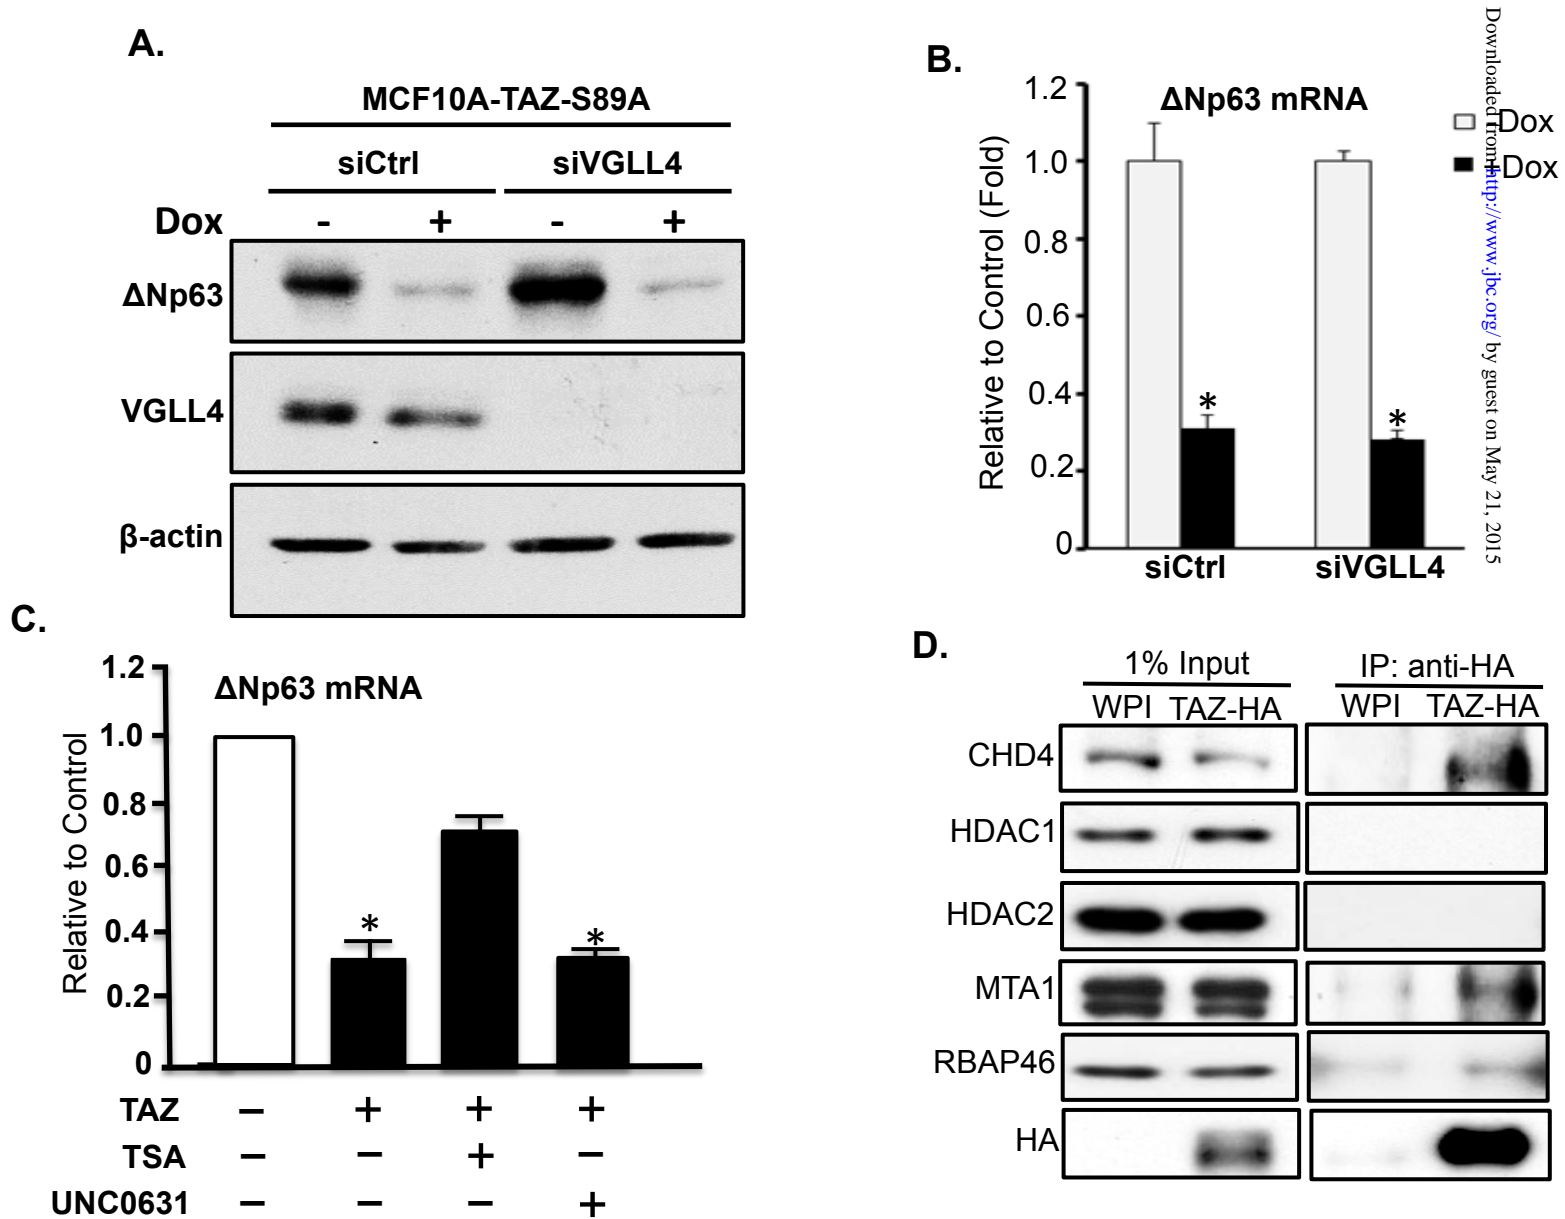 A.
MCF10A-TAZ-S89A
siCtrl siVGLL4
Dox - + - +
ΔNp63
VGLL4
β-actin
B.
ΔNp63 mRNA
-Dox
+Dox
Relative to Control (Fold)
1.2
1.0
0.8
0.6
0.4
0.2
0
*
*
siCtrl siVGLL4
Downloaded from http://www.jbc.org/ by guest on May 21, 2015
C.
ΔNp63 mRNA
Relative to Control
1.2
1.0
0.8
0.6
0.4
0.2
0
*
*
TAZ – + + +
TSA – – + –
UNC0631 – – – +
D.
1% Input IP: anti-HA
WPI TAZ-HA WPI TAZ-HA
CHD4
HDAC1
HDAC2
MTA1
RBAP46
HA